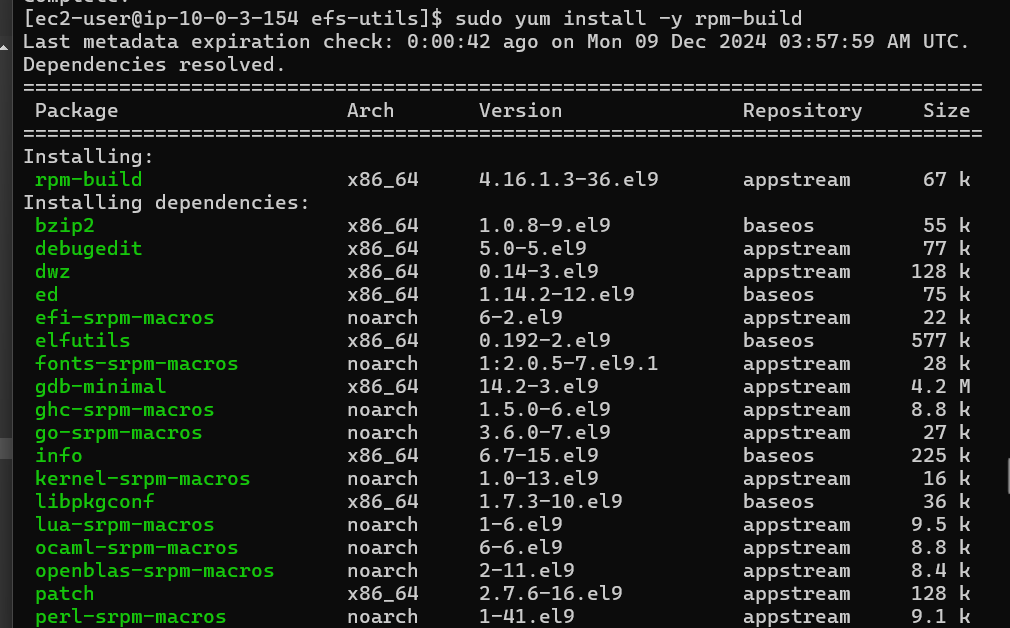 [ec2-user@ip-10-0-3-154 efs-utils]$ sudo yum install -y rpm-build
Last metadata expiration check: 0:00:42 ago on Mon 09 Dec 2024 03:57:59 AM UTC.
Dependencies resolved.
================================================================================
Package Arch Version Repository Size
================================================================================
Installing:
rpm-build x86_64 4.16.1.3-36.el9 appstream 67 k
Installing dependencies:
bzip2 x86_64 1.0.8-9.el9 baseos 55 k
debugedit x86_64 5.0-5.el9 appstream 77 k
dwz x86_64 0.14-3.el9 appstream 128 k
ed x86_64 1.14.2-12.el9 baseos 75 k
efi-srpm-macros noarch 6-2.el9 appstream 22 k
elfutils x86_64 0.192-2.el9 baseos 577 k
fonts-srpm-macros noarch 1:2.0.5-7.el9.1 appstream 28 k
gdb-minimal x86_64 14.2-3.el9 appstream 4.2 M
ghc-srpm-macros noarch 1.5.0-6.el9 appstream 8.8 k
go-srpm-macros noarch 3.6.0-7.el9 appstream 27 k
info x86_64 6.7-15.el9 baseos 225 k
kernel-srpm-macros noarch 1.0-13.el9 appstream 16 k
libpkgconf x86_64 1.7.3-10.el9 baseos 36 k
lua-srpm-macros noarch 1-6.el9 appstream 9.5 k
ocaml-srpm-macros noarch 6-6.el9 appstream 8.8 k
openblas-srpm-macros noarch 2-11.el9 appstream 8.4 k
patch x86_64 2.7.6-16.el9 appstream 128 k
perl-srpm-macros noarch 1-41.el9 appstream 9.1 k